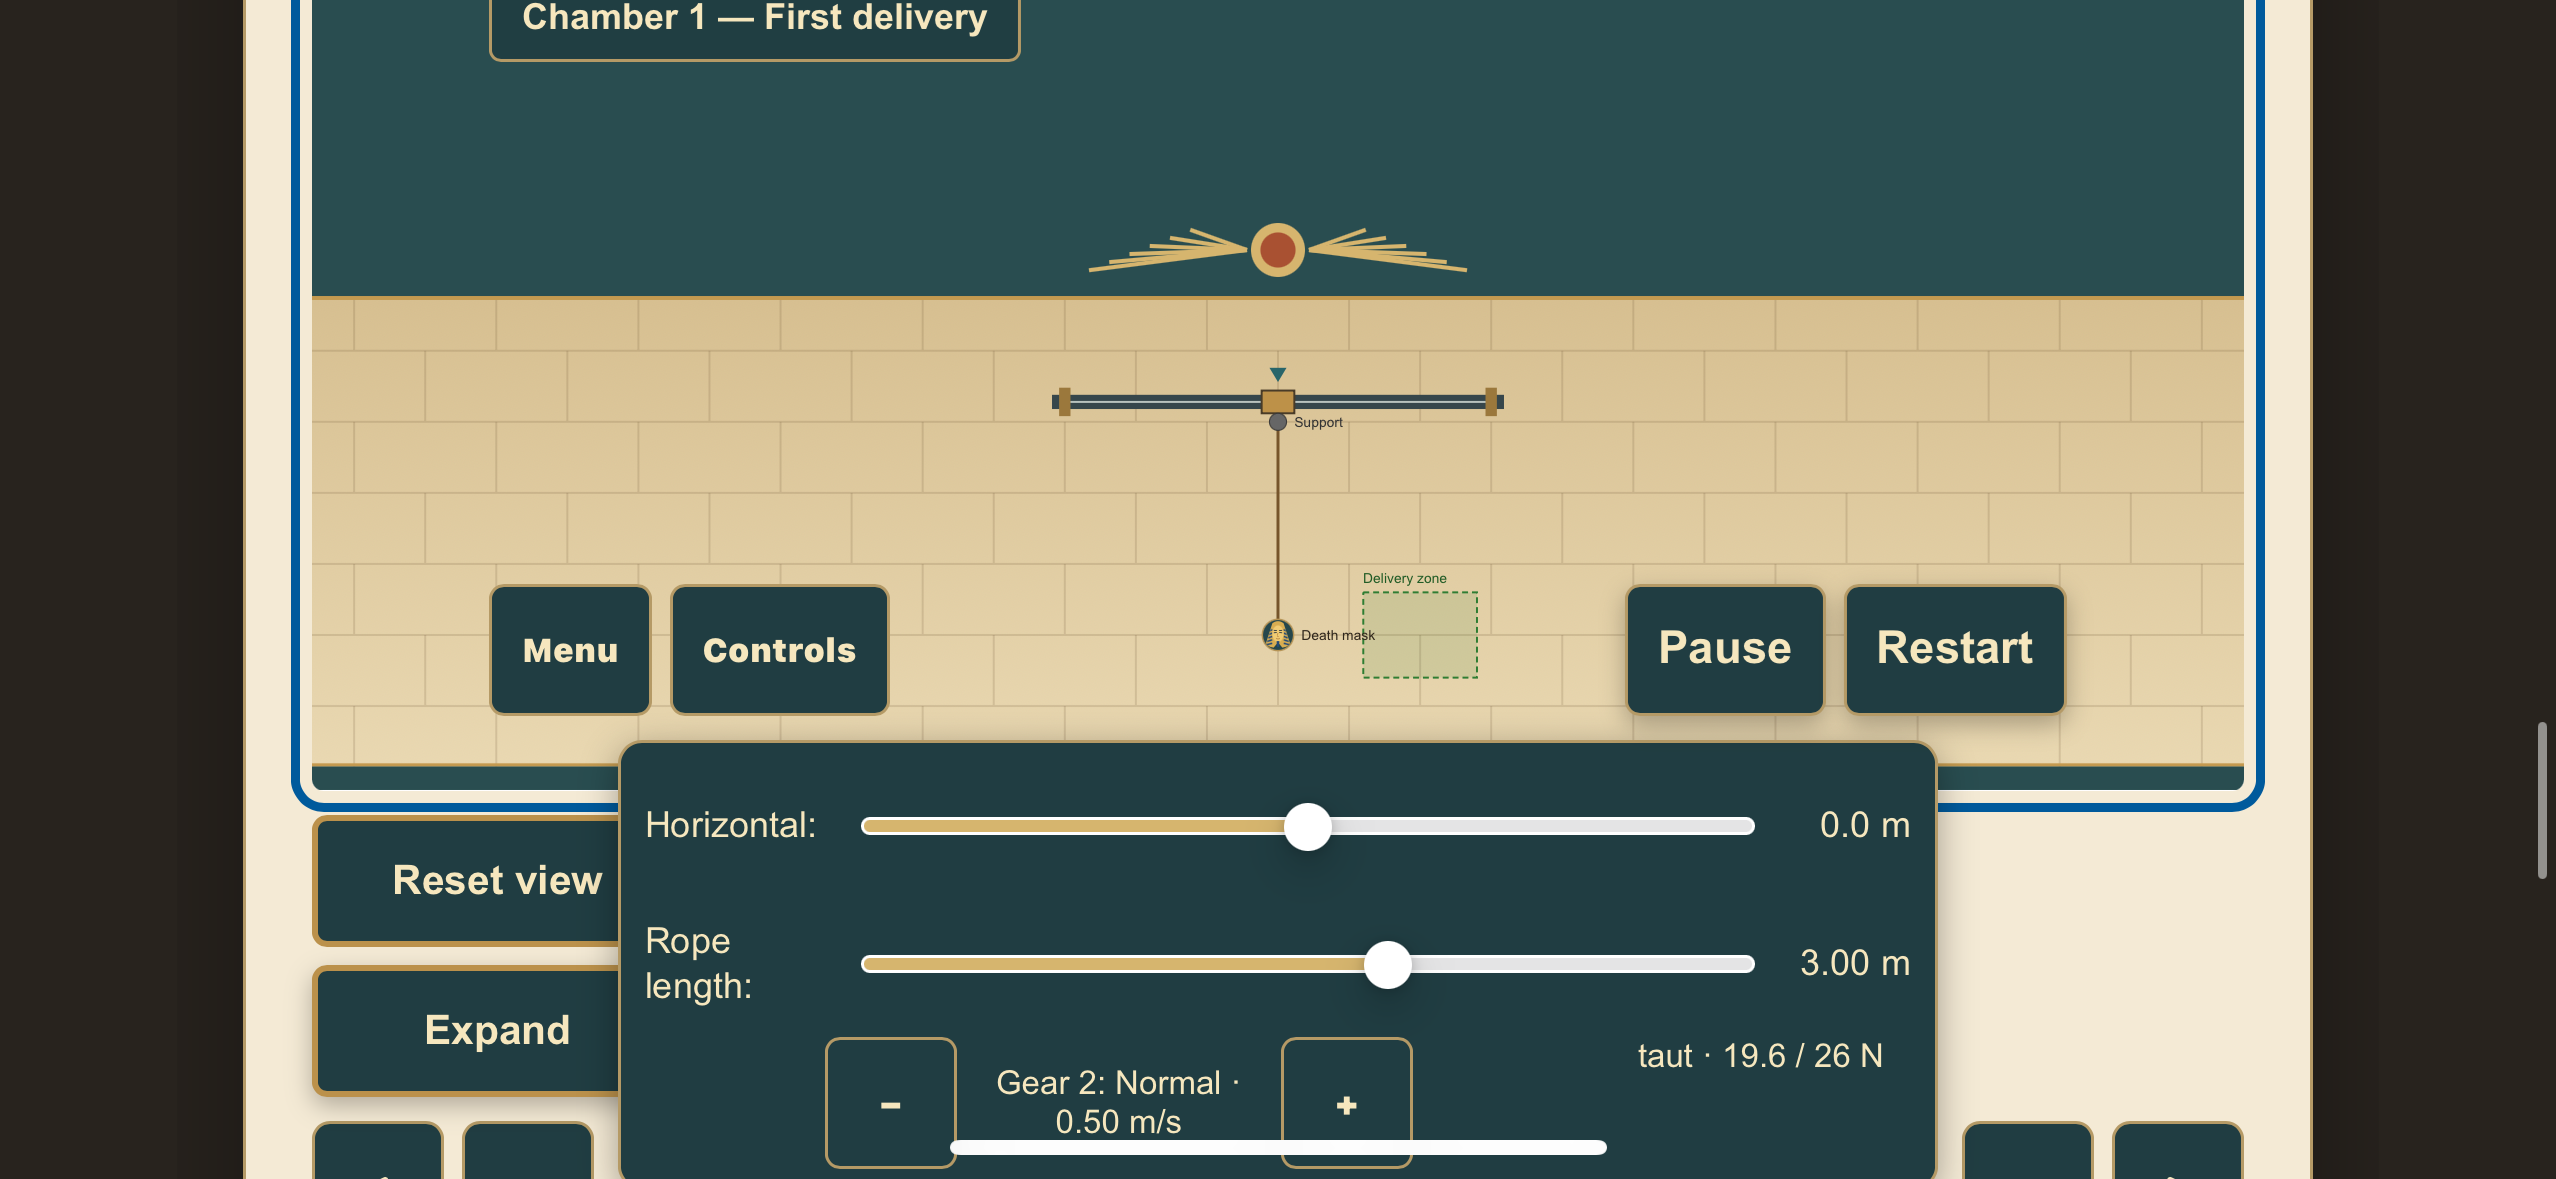 Chamber 1 — First delivery
Support
Delivery zone
Death mask
Menu
Controls
Pause
Restart
Horizontal:
0.0 m
Reset view
Rope
length:
3.00 m
Expand
taut · 19.6 / 26 N
–
Gear 2: Normal ·
0.50 m/s
+